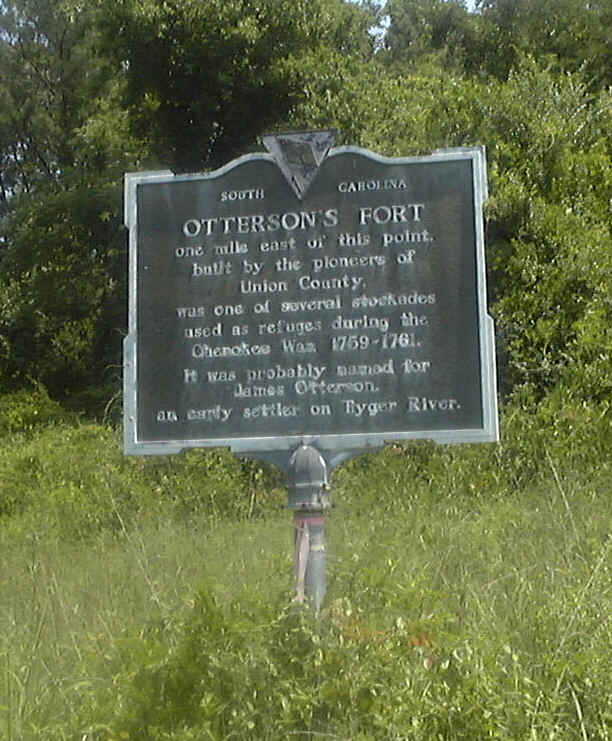 SOUTH CAROLINA
OTTERSON'S FORT
one mile east of this point,
built by the pioneers of
Union County,
was one of several stockades
used as refuges during the
Cherokee War, 1759-1761.
It was probably named for
James Otterson,
an early settler on Tyger River.